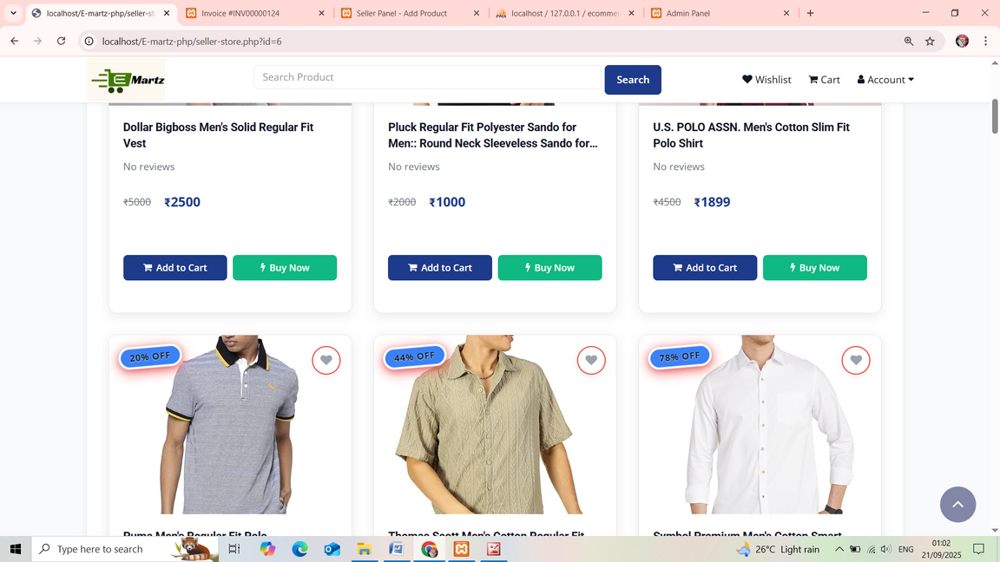 localhost/E-martz-php/seller-st
Invoice #INV00000124
Seller Panel - Add Product
localhost / 127.0.0.1 / ecomme
Admin Panel
localhost/E-martz-php/seller-store.php?id=6
E Martz
Search Product
Search
Wishlist
Cart
Account
Dollar Bigboss Men's Solid Regular Fit
Vest
No reviews
₹5000 ₹2500
Add to Cart
Buy Now
Pluck Regular Fit Polyester Sando for
Men:: Round Neck Sleeveless Sando for...
No reviews
₹2000 ₹1000
Add to Cart
Buy Now
U.S. POLO ASSN. Men's Cotton Slim Fit
Polo Shirt
No reviews
₹4500 ₹1899
Add to Cart
Buy Now
20% OFF
44% OFF
78% OFF
Puma Men's Regular Fit Polo
Thomas Scott Men's Cotton Regular Fit
Symbol Premium Men's Cotton Smart
Type here to search
26°C Light rain
ENG
01:02
21/09/2025